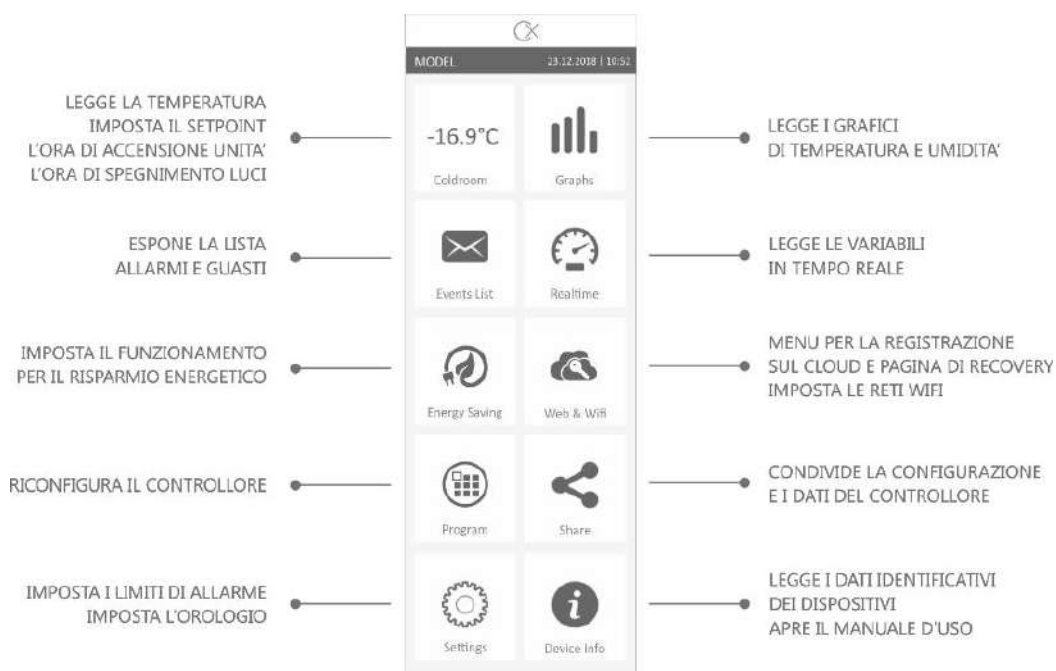 MODEL 23.12.2018 | 10:52
LEGGE LA TEMPERATURA
IMPOSTA IL SETPOINT
L'ORA DI ACCENSIONE UNITA'
L'ORA DI SPEGNIMENTO LUCI
-16.9°C
Coldroom
Graphs
LEGGE I GRAFICI
DI TEMPERATURA E UMIDITA'
ESPONE LA LISTA
ALLARMI E GUASTI
Events List
Realtime
LEGGE LE VARIABILI
IN TEMPO REALE
IMPOSTA IL FUNZIONAMENTO
PER IL RISPARMIO ENERGETICO
Energy Saving
Web & Wifi
MENU PER LA REGISTRAZIONE
SUL CLOUD E PAGINA DI RECOVERY
IMPOSTA LE RETI WIFI
RICONFIGURA IL CONTROLLORE
Program
Share
CONDIVIDE LA CONFIGURAZIONE
E I DATI DEL CONTROLLORE
IMPOSTA I LIMITI DI ALLARME
IMPOSTA L'OROLOGIO
Settings
Device Info
LEGGE I DATI IDENTIFICATIVI
DEI DISPOSITIVI
APRE IL MANUALE D'USO